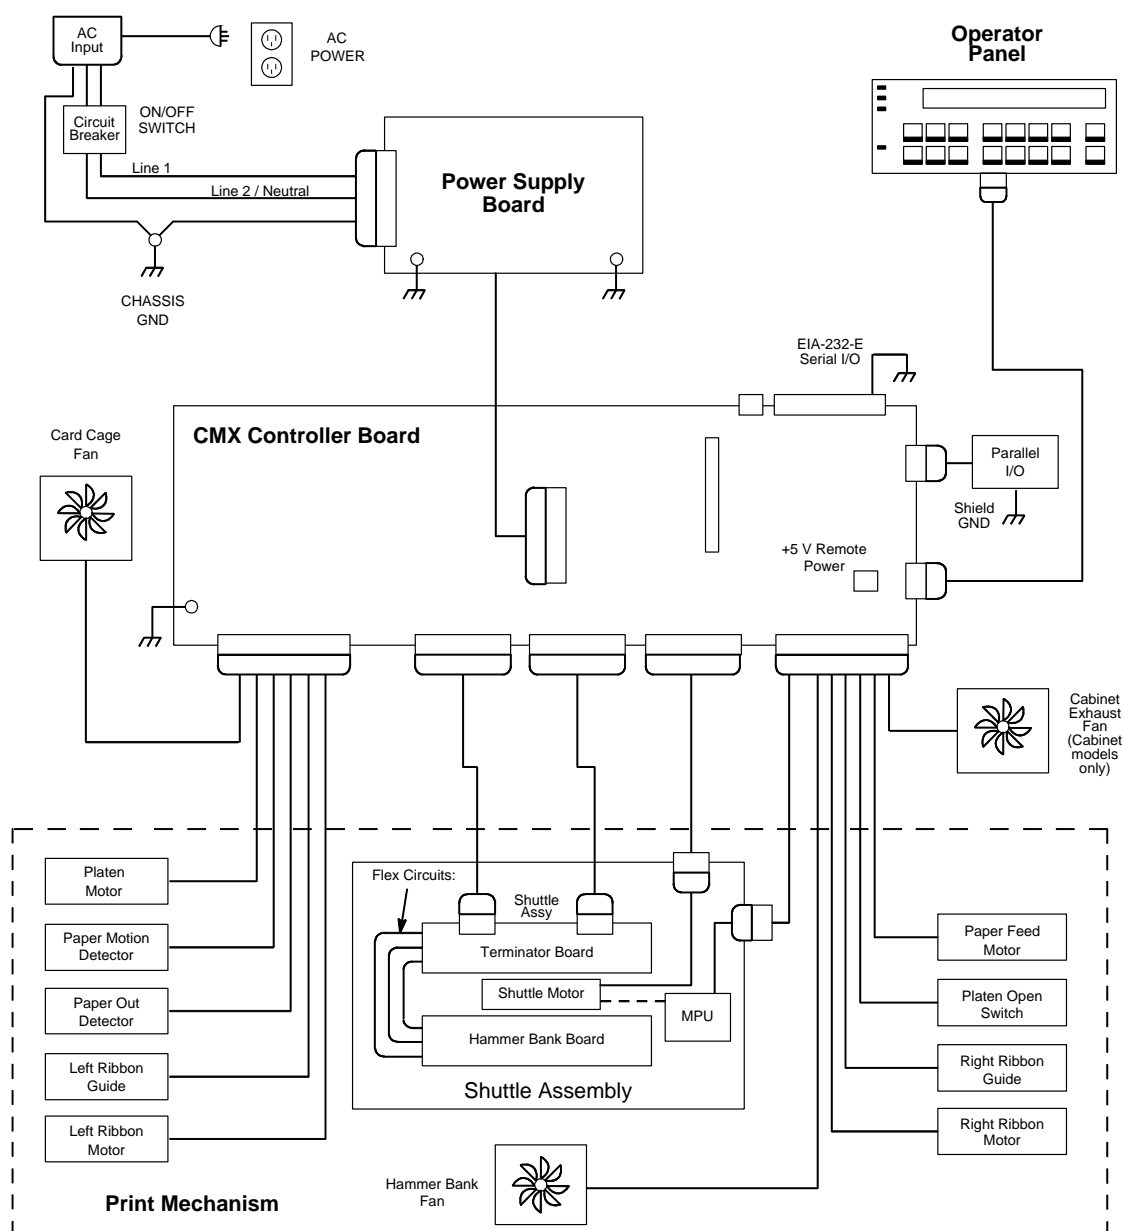 AC
Input
AC
POWER
Operator
Panel
Circuit
Breaker
ON/OFF
SWITCH
Line 1
Line 2 / Neutral
Power Supply
Board
CHASSIS
GND
EIA-232-E
Serial I/O
CMX Controller Board
Card Cage
Fan
Parallel
I/O
Shield
GND
+5 V Remote
Power
Cabinet
Exhaust
Fan
(Cabinet
models
only)
Platen
Motor
Flex Circuits:
Shuttle
Assy
Paper Motion
Detector
Terminator Board
Paper Feed
Motor
Paper Out
Detector
Shuttle Motor
MPU
Platen Open
Switch
Hammer Bank Board
Left Ribbon
Guide
Right Ribbon
Guide
Shuttle Assembly
Left Ribbon
Motor
Right Ribbon
Motor
Hammer Bank
Fan
Print Mechanism